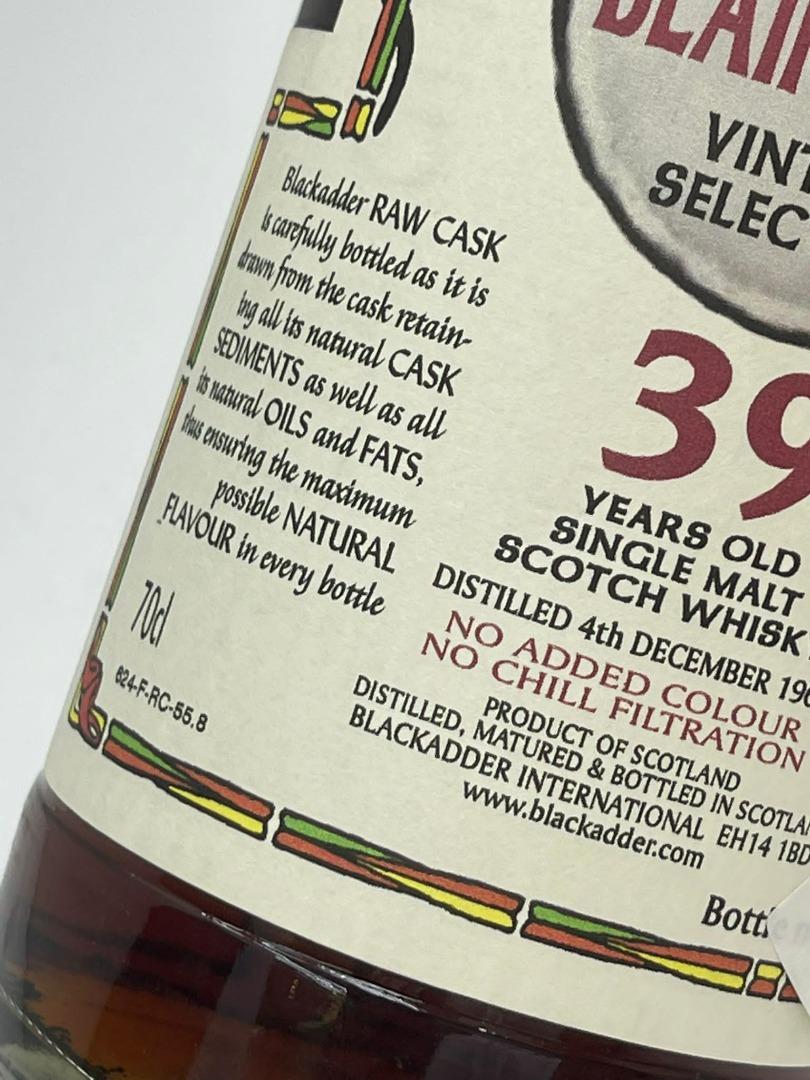 BLAI
VINT
SELEC
Blackadder RAW CASK
is carefully bottled as it is
drawn from the cask retain-
ing all its natural CASK
SEDIMENTS as well as all
its natural OILS and FATS,
thus ensuring the maximum
possible NATURAL
FLAVOUR in every bottle
70cl
624-F-RC-55.8
39
YEARS OLD
SINGLE MALT
SCOTCH WHISK
DISTILLED 4th DECEMBER 196
NO ADDED COLOUR
NO CHILL FILTRATION
PRODUCT OF SCOTLAND
DISTILLED, MATURED & BOTTLED IN SCOTLA
BLACKADDER INTERNATIONAL EH14 1BD
www.blackadder.com
Bottle n